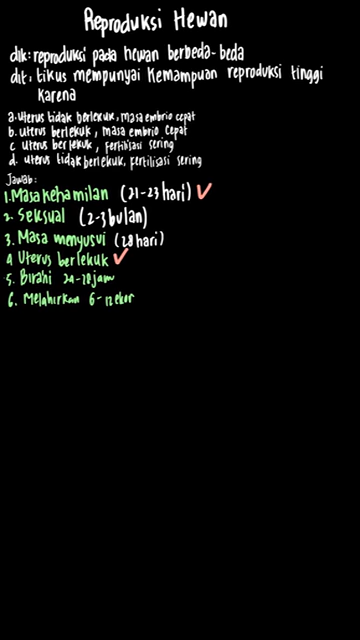 Reproduksi Hewan
dik: reproduksi pada hewan berbeda-beda
dit: tikus mempunyai kemampuan reproduksi tinggi
karena
a. uterus tidak berlekuk, masa embrio cepat
b. uterus berlekuk, masa embrio cepat
c uterus berlekuk, fertilisasi sering
d. uterus tidak berlekuk, fertilisasi sering
Jawab:
1. Masa kehamilan (21-23 hari) ✓
2. Seksual (2-3 bulan)
3. Masa menyusui (28 hari)
4 Uterus berlekuk ✓
5. Birahi jam
6. Melahirkan 6-12 ekor